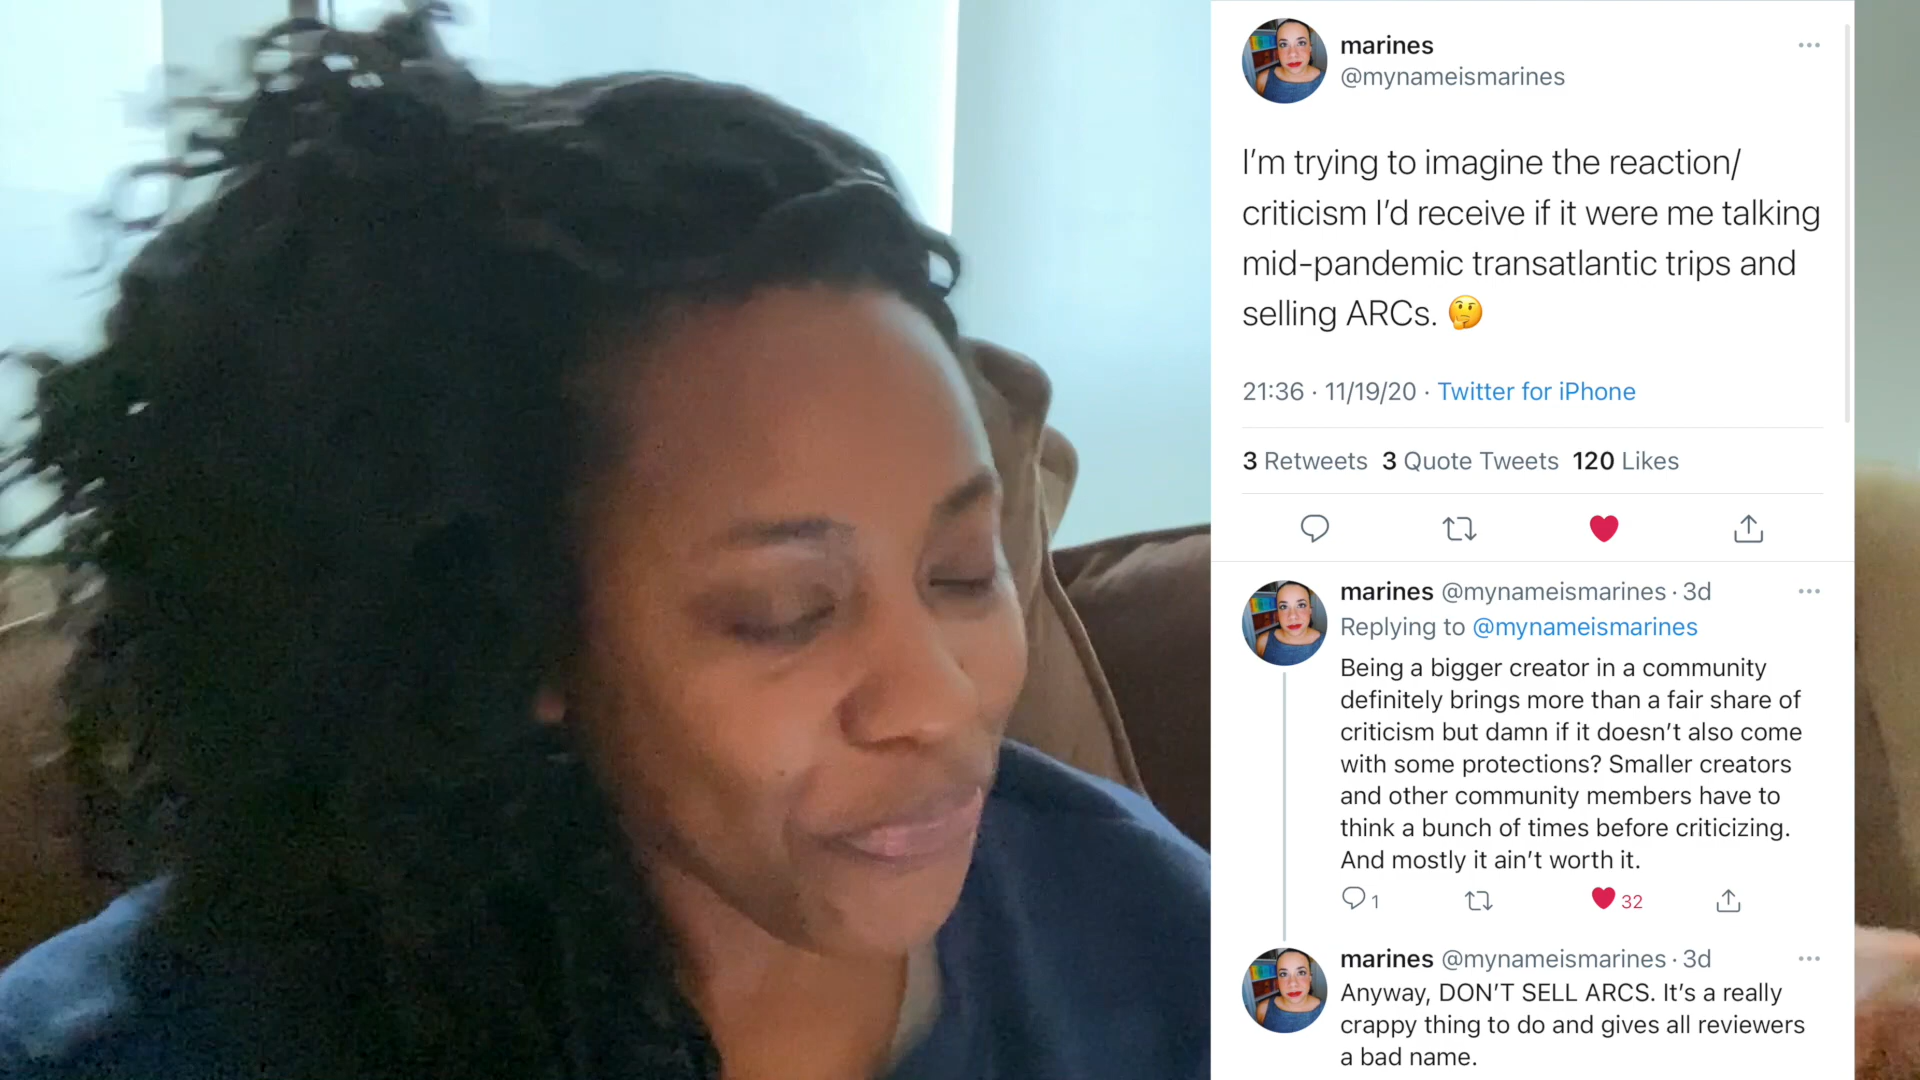 marines
@mynameismarines
I'm trying to imagine the reaction/
criticism I'd receive if it were me talking
mid-pandemic transatlantic trips and
selling ARCs. 🤔
21:36 · 11/19/20 · Twitter for iPhone
3 Retweets 3 Quote Tweets 120 Likes
marines @mynameismarines · 3d
Replying to @mynameismarines
Being a bigger creator in a community
definitely brings more than a fair share of
criticism but damn if it doesn't also come
with some protections? Smaller creators
and other community members have to
think a bunch of times before criticizing.
And mostly it ain't worth it.
1 32
marines @mynameismarines · 3d
Anyway, DON'T SELL ARCS. It's a really
crappy thing to do and gives all reviewers
a bad name.